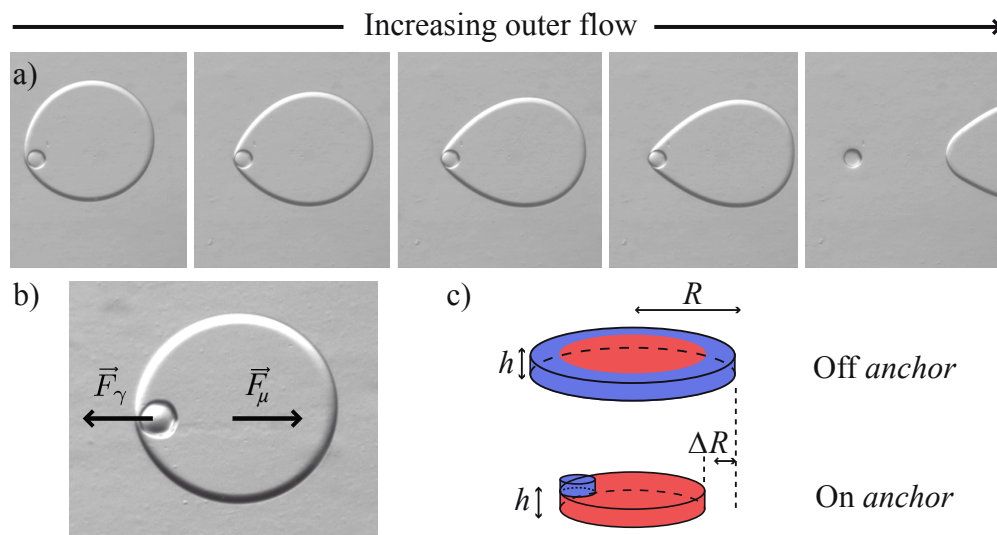 Increasing outer flow
a)
b)
c)
F⃗γ
F⃗μ
R
h
Off anchor
ΔR
h
On anchor